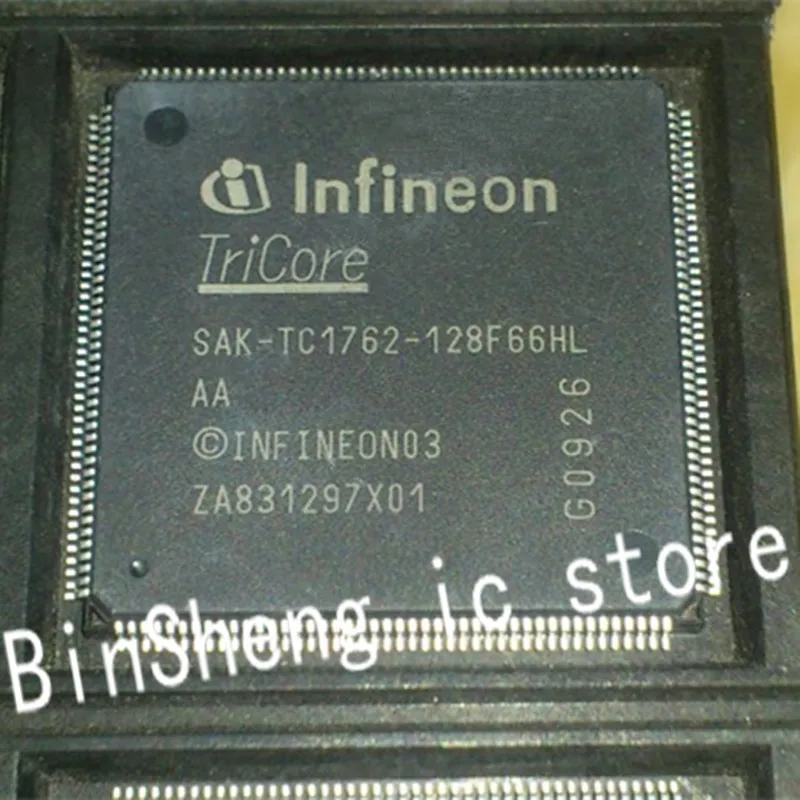 Infineon
TriCore
SAK-TC1762-128F66HL
AA
©INFINEON03
ZA831297X01
G0926
BinSheng ic store